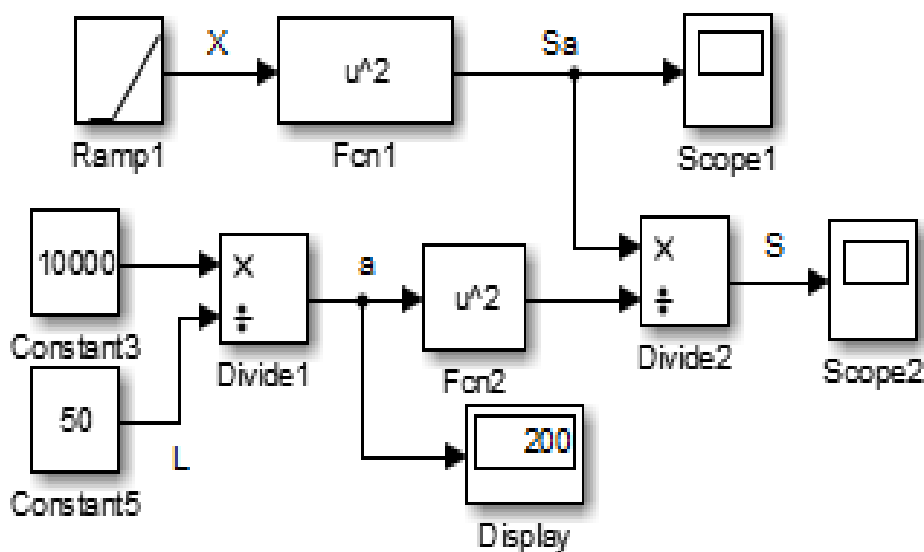 X
Sa
u^2
Ramp1
Fcn1
Scope1
10000
X
÷
a
u^2
X
÷
S
Constant3
Divide1
Fcn2
Divide2
Scope2
50
L
200
Constant5
Display